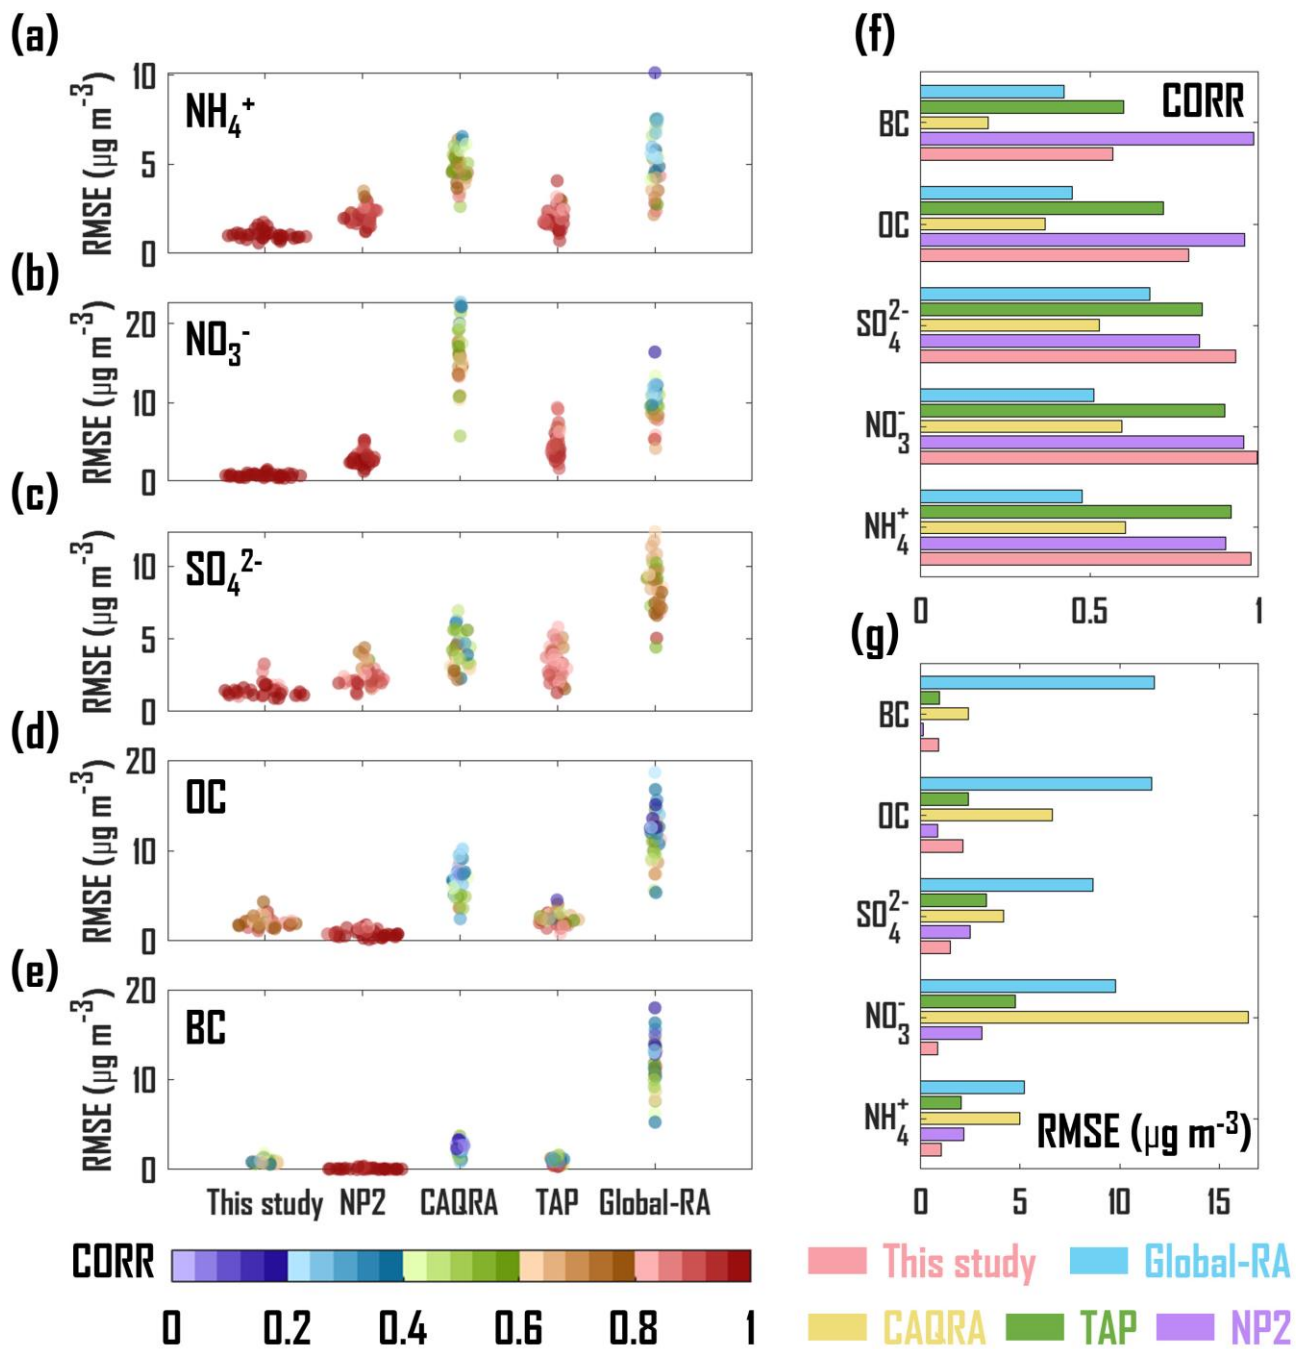 (a)
RMSE (μg m⁻³)
10
5
0
NH₄⁺
(b)
RMSE (μg m⁻³)
20
10
0
NO₃⁻
(c)
RMSE (μg m⁻³)
10
5
0
SO₄²⁻
(d)
RMSE (μg m⁻³)
20
10
0
OC
(e)
RMSE (μg m⁻³)
20
10
0
BC
This study NP2 CAQRA TAP Global-RA
CORR
0 0.2 0.4 0.6 0.8 1
(f)
CORR
BC
OC
SO₄²⁻
NO₃⁻
NH₄⁺
0 0.5 1
(g)
BC
OC
SO₄²⁻
NO₃⁻
NH₄⁺
RMSE (μg m⁻³)
0 5 10 15
This study Global-RA
CAQRA TAP NP2